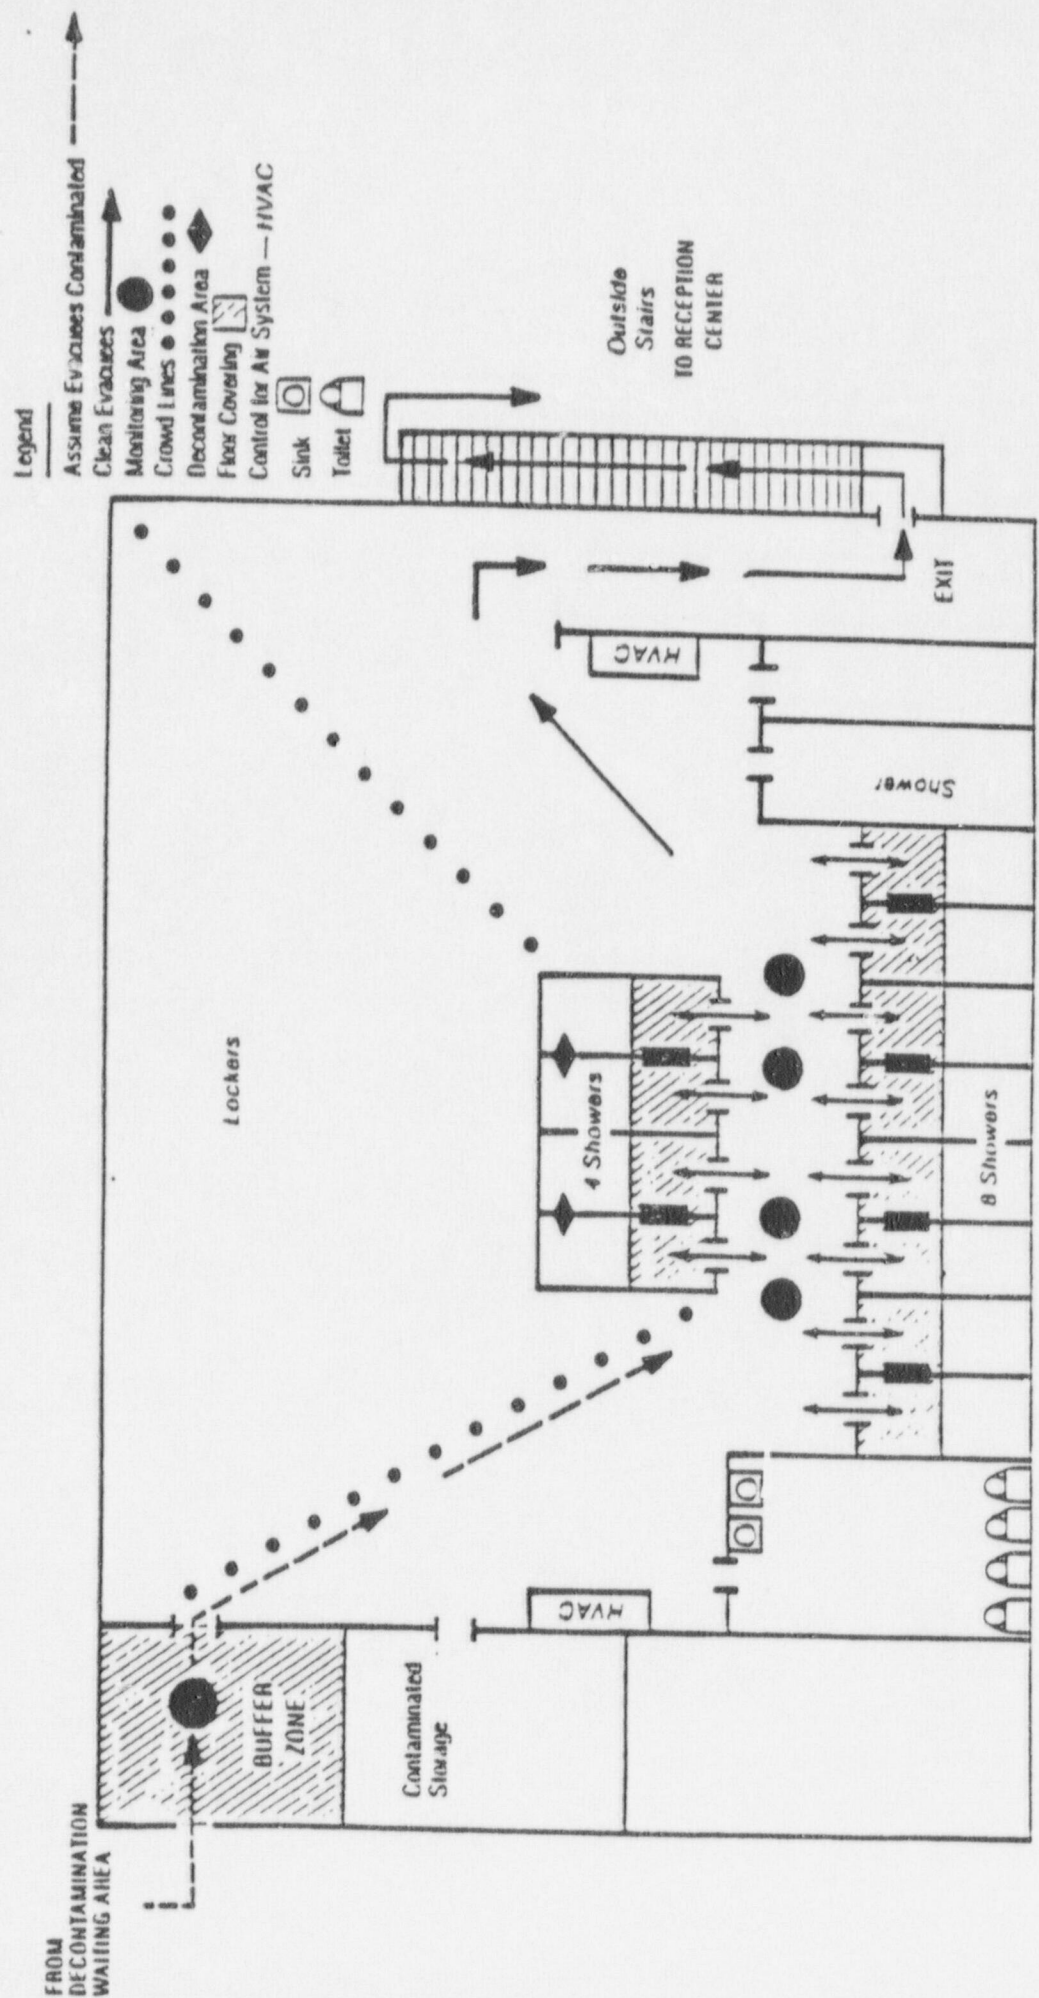 Legend
Assume Evacuees Contaminated
Clean Evacuees
Monitoring Area
Crowd Lines
Decontamination Area
Floor Covering
Control for Air System — HVAC
Sink
Toilet
FROM
DECONTAMINATION
WAITING AREA
BUFFER
ZONE
Contaminated
Storage
HVAC
Lockers
4 Showers
8 Showers
Shower
HVAC
EXIT
Outside
Stairs
TO RECEPTION
CENTER